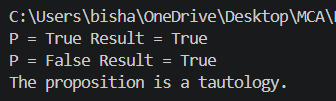 C:\Users\bisha\OneDrive\Desktop\MCA\
P = True Result = True
P = False Result = True
The proposition is a tautology.